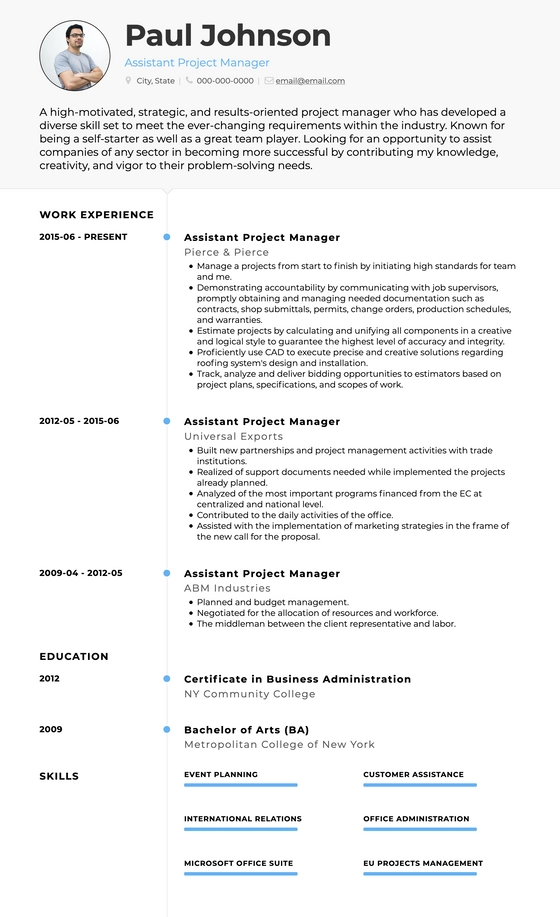 Paul Johnson
Assistant Project Manager
City, State | 000-000-0000 | email@email.com
A high-motivated, strategic, and results-oriented project manager who has developed a
diverse skill set to meet the ever-changing requirements within the industry. Known for
being a self-starter as well as a great team player. Looking for an opportunity to assist
companies of any sector in becoming more successful by contributing my knowledge,
creativity, and vigor to their problem-solving needs.
WORK EXPERIENCE
2015-06 - PRESENT
Assistant Project Manager
Pierce & Pierce
• Manage a projects from start to finish by initiating high standards for team
and me.
• Demonstrating accountability by communicating with job supervisors,
promptly obtaining and managing needed documentation such as
contracts, shop submittals, permits, change orders, production schedules,
and warranties.
• Estimate projects by calculating and unifying all components in a creative
and logical style to guarantee the highest level of accuracy and integrity.
• Proficiently use CAD to execute precise and creative solutions regarding
roofing system's design and installation.
• Track, analyze and deliver bidding opportunities to estimators based on
project plans, specifications, and scopes of work.
2012-05 - 2015-06
Assistant Project Manager
Universal Exports
• Built new partnerships and project management activities with trade
institutions.
• Realized of support documents needed while implemented the projects
already planned.
• Analyzed of the most important programs financed from the EC at
centralized and national level.
• Contributed to the daily activities of the office.
• Assisted with the implementation of marketing strategies in the frame of
the new call for the proposal.
2009-04 - 2012-05
Assistant Project Manager
ABM Industries
• Planned and budget management.
• Negotiated for the allocation of resources and workforce.
• The middleman between the client representative and labor.
EDUCATION
2012
Certificate in Business Administration
NY Community College
2009
Bachelor of Arts (BA)
Metropolitan College of New York
SKILLS
EVENT PLANNING
CUSTOMER ASSISTANCE
INTERNATIONAL RELATIONS
OFFICE ADMINISTRATION
MICROSOFT OFFICE SUITE
EU PROJECTS MANAGEMENT